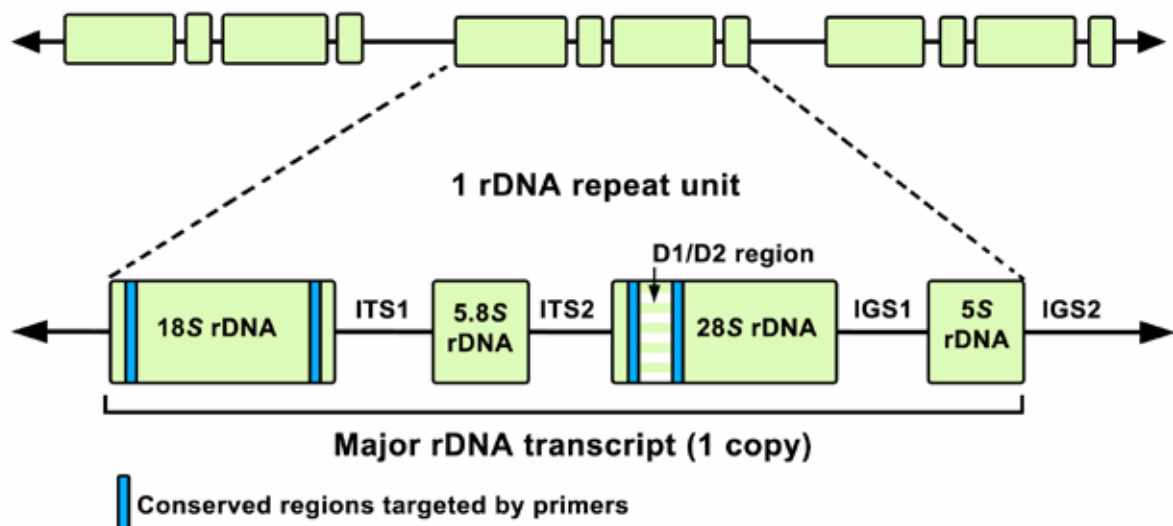 1 rDNA repeat unit
D1/D2 region
18S rDNA
ITS1
5.8S
rDNA
ITS2
28S rDNA
IGS1
5S
rDNA
IGS2
Major rDNA transcript (1 copy)
Conserved regions targeted by primers